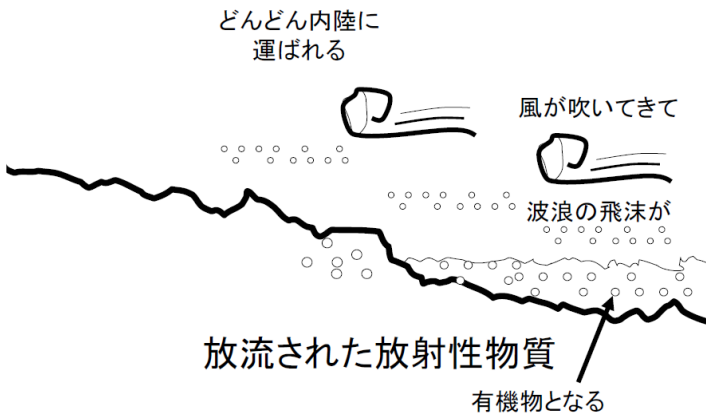 どんどん内陸に
運ばれる
風が吹いてきて
波浪の飛沫が
放流された放射性物質
有機物となる